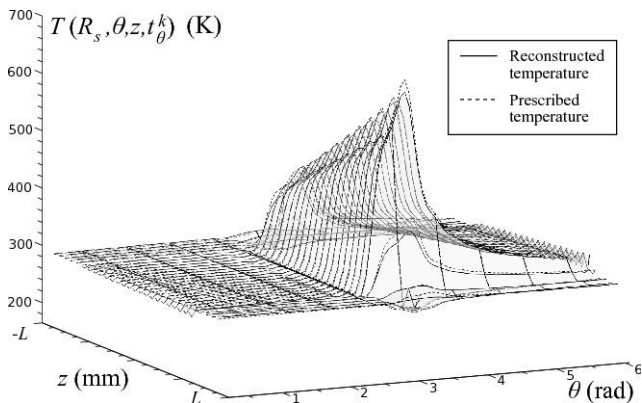 700
T (R_s ,θ,z,t_θ^k) (K)
600
500
400
300
200
Reconstructed
temperature
Prescribed
temperature
-L
z (mm)
L
1
2
3
4
5
6
θ (rad)